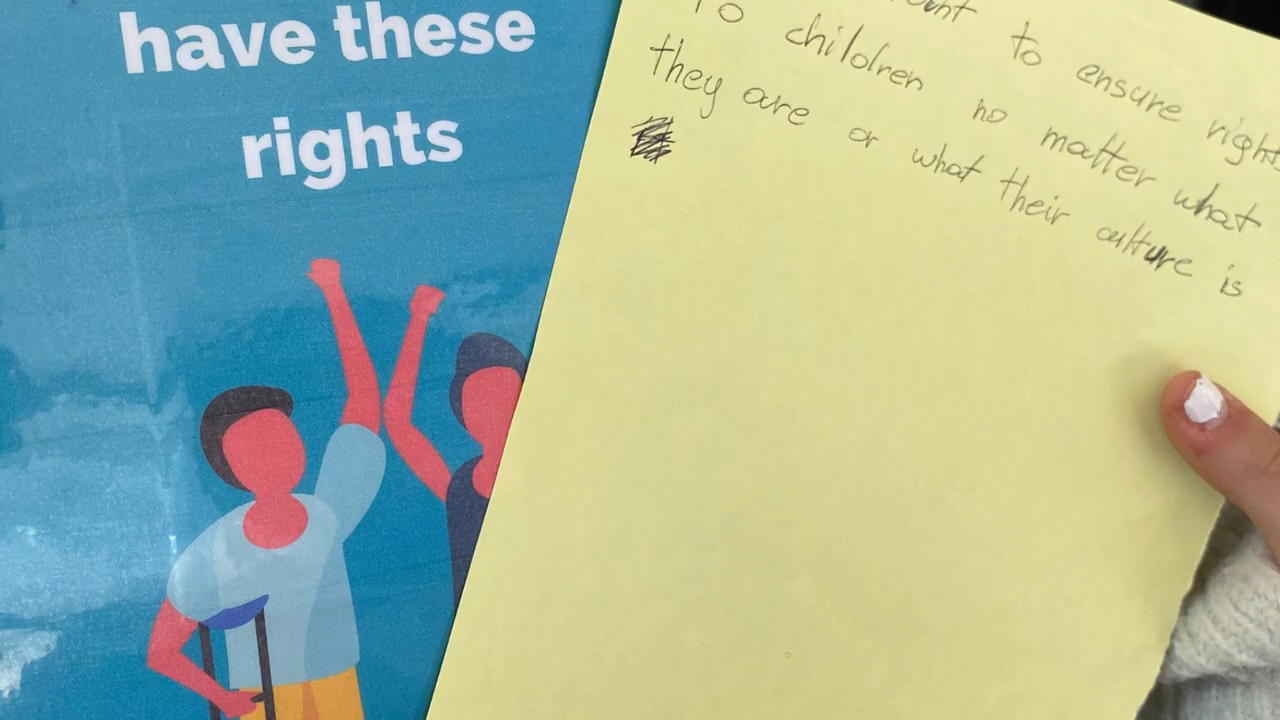 have these
rights
to ensure rights
To children no matter what
they are or what their culture is